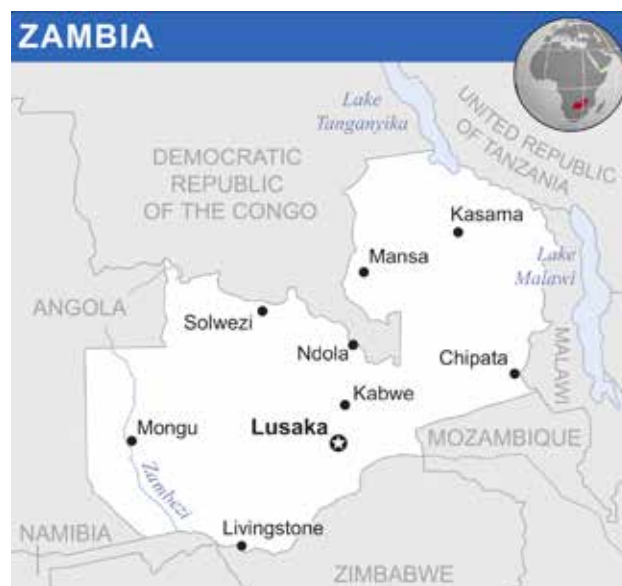 ZAMBIA
Lake
Tanganyika
UNITED REPUBLIC
OF TANZANIA
DEMOCRATIC
REPUBLIC
OF THE CONGO
Kasama
Mansa
Lake
Malawi
ANGOLA
Solwezi
Ndola
Chipata
MALAWI
Kabwe
Mongu
Lusaka
MOZAMBIQUE
Zambezi
Livingstone
NAMIBIA
ZIMBABWE